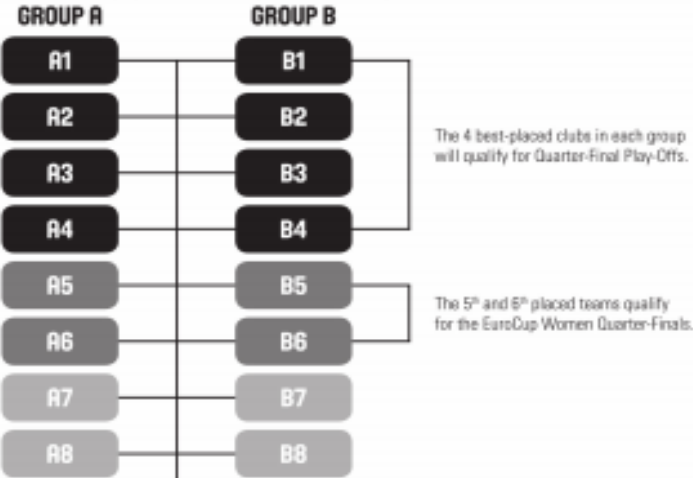 GROUP A GROUP B
A1 B1
A2 B2
The 4 best-placed clubs in each group
will qualify for Quarter-Final Play-Offs.
A3 B3
A4 B4
A5 B5
The 5th and 6th placed teams qualify
for the EuroCup Women Quarter-Finals.
A6 B6
A7 B7
A8 B8